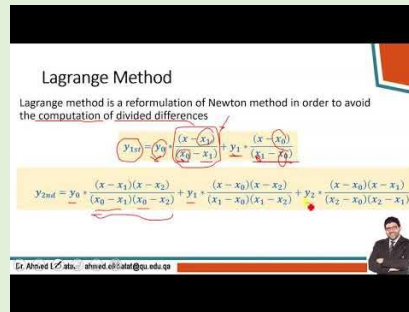 Lagrange Method
Lagrange method is a reformulation of Newton method in order to avoid
the computation of divided differences
y1st = y0 * (x − x1)/(x0 − x1) + y1 * (x − x0)/(x1 − x0)
y2nd = y0 * (x − x1)(x − x2)/(x0 − x1)(x0 − x2) + y1 * (x − x0)(x − x2)/(x1 − x0)(x1 − x2) + y2 * (x − x0)(x − x1)/(x2 − x0)(x2 − x1)
Dr. Ahmed